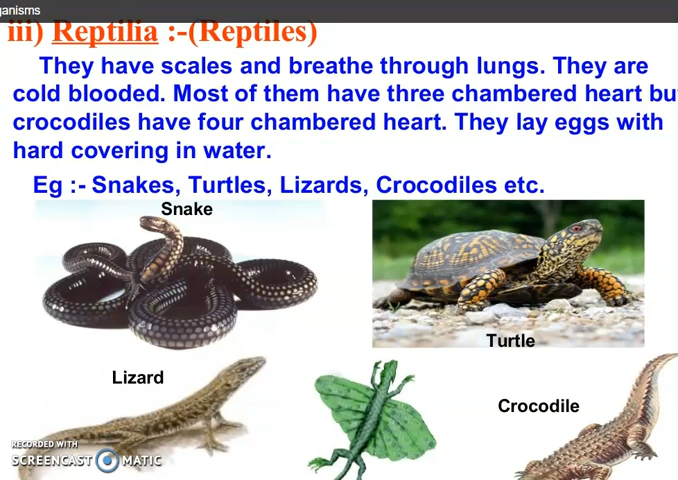 ganisms
iii) Reptilia :-(Reptiles)
They have scales and breathe through lungs. They are
cold blooded. Most of them have three chambered heart bu
crocodiles have four chambered heart. They lay eggs with
hard covering in water.
Eg :- Snakes, Turtles, Lizards, Crocodiles etc.
Snake
Turtle
Lizard
Crocodile
RECORDED WITH
SCREENCAST MATIC